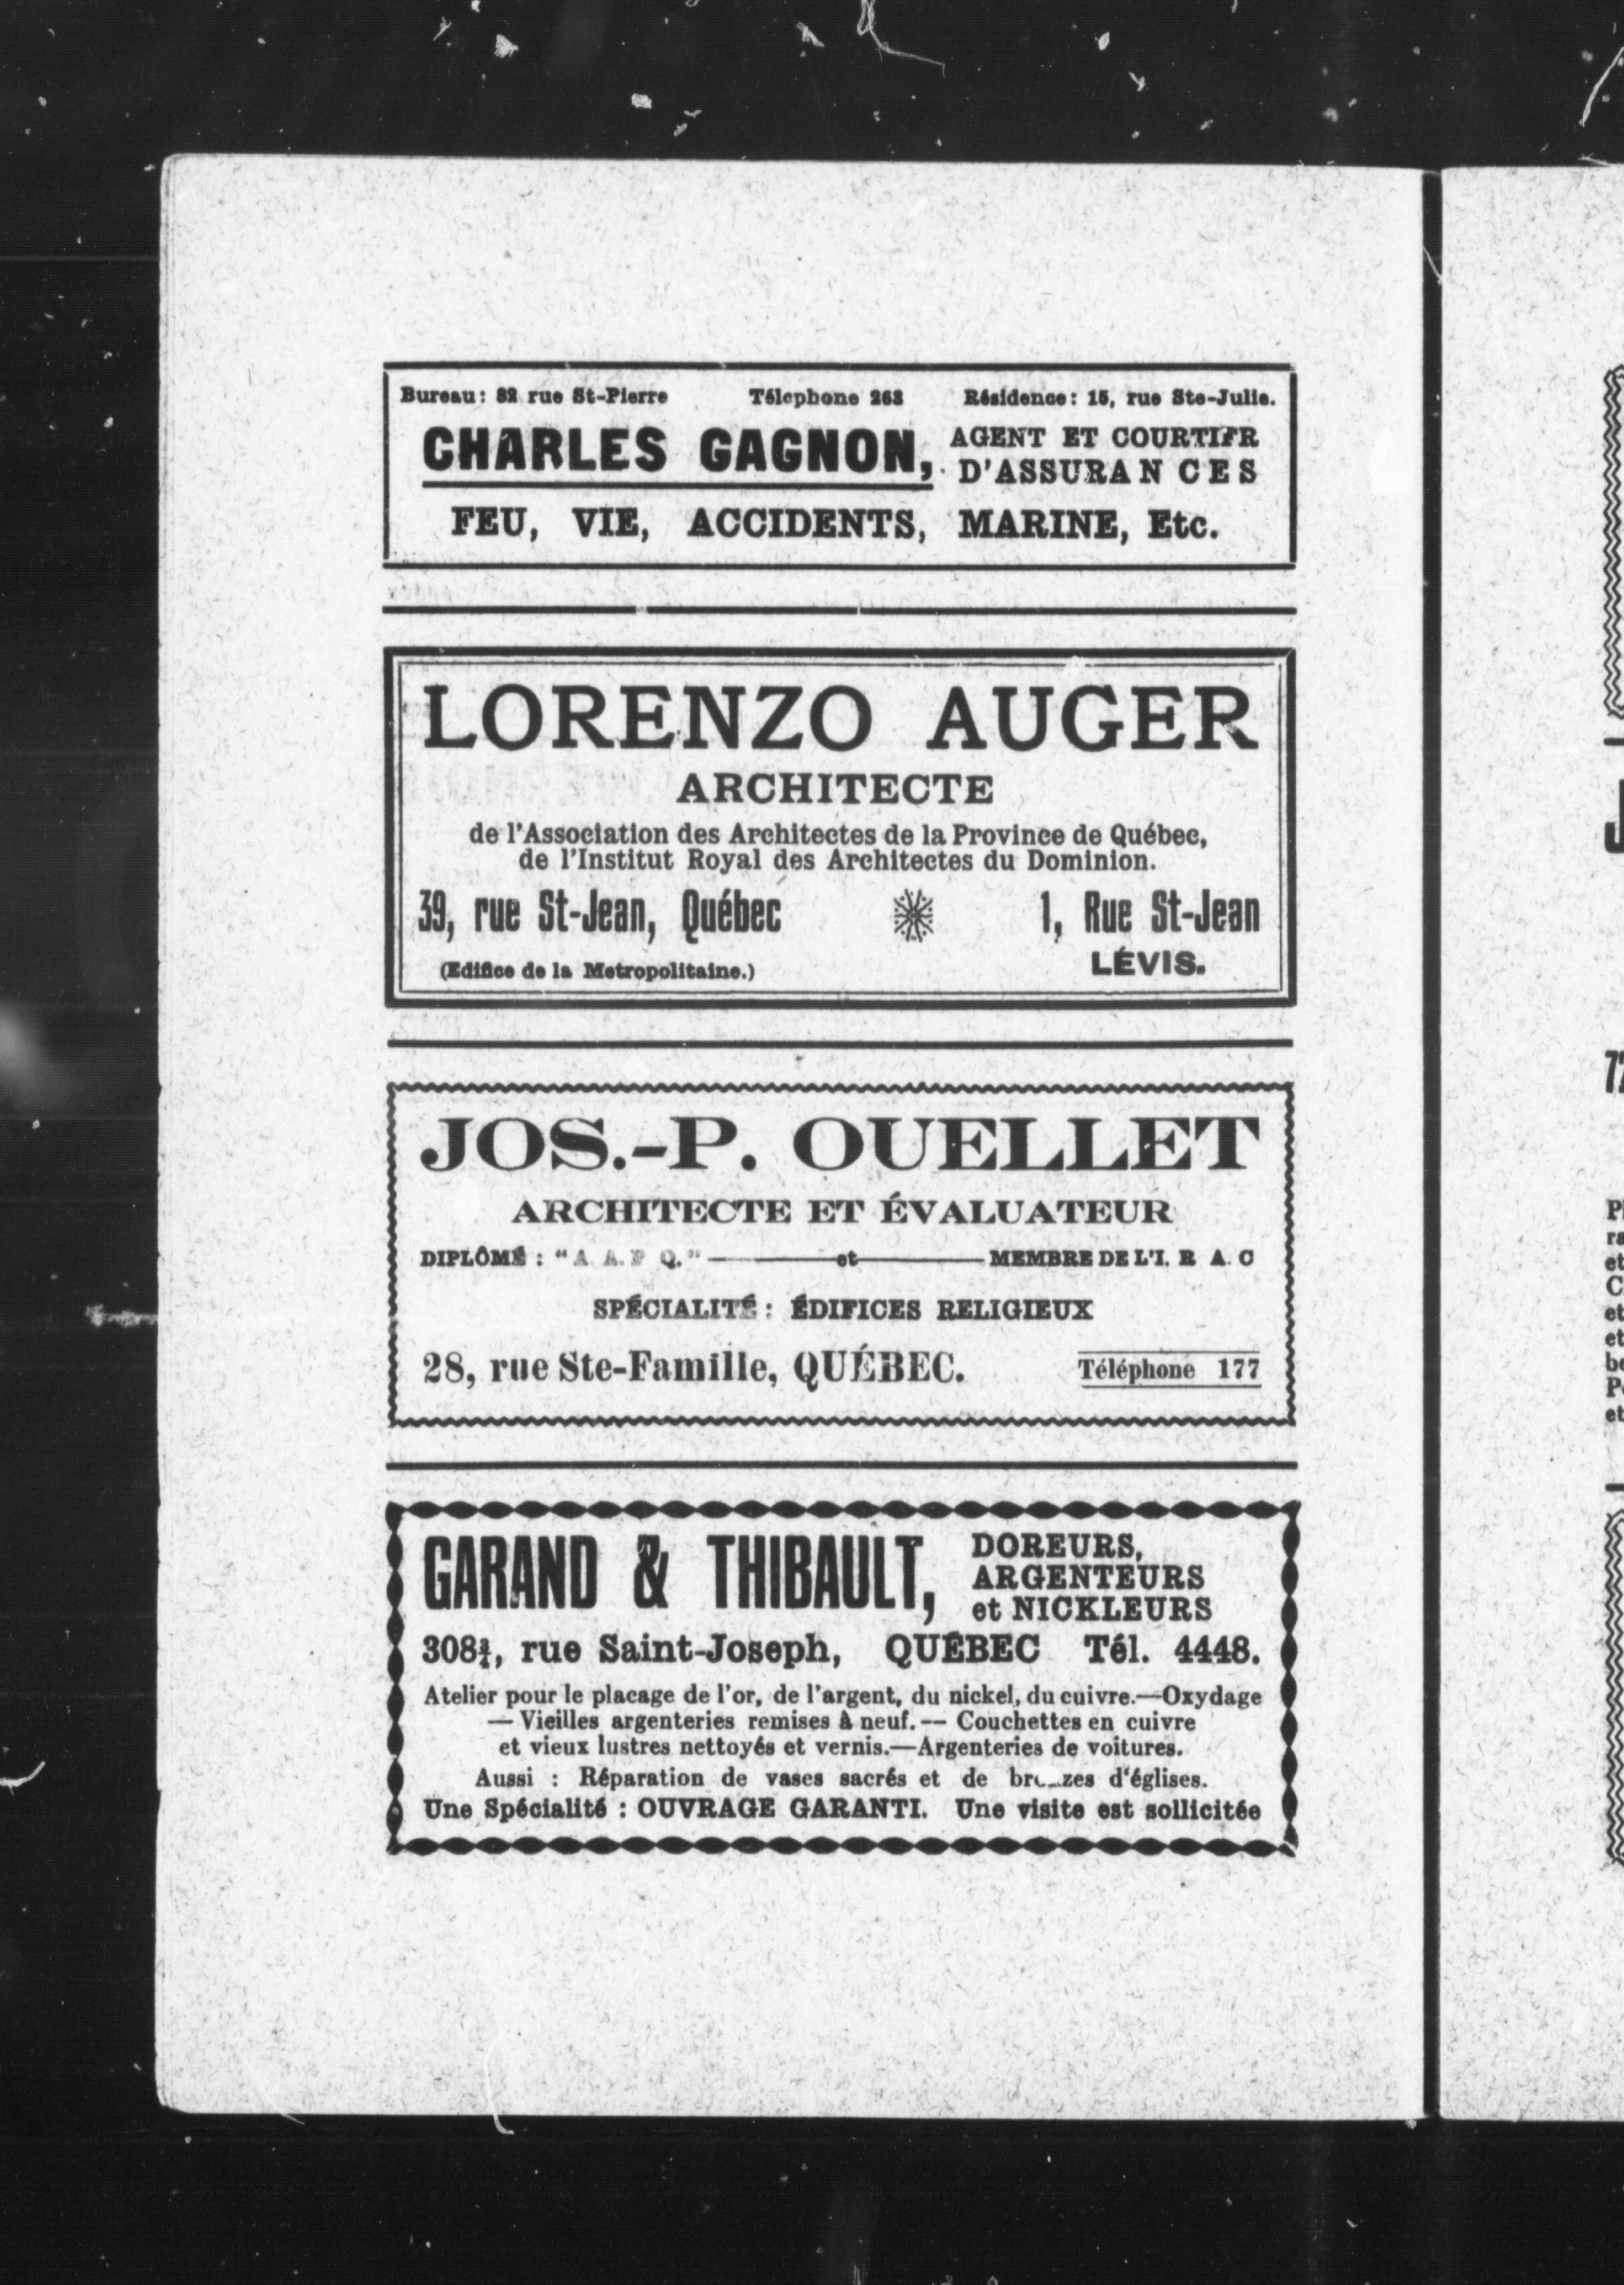 Bureau: 82 rue St-Pierre Télephone 263 Résidence: 15, rue Ste-Julie.
CHARLES GAGNON, AGENT ET COURTIER
D'ASSURANCES
FEU, VIE, ACCIDENTS, MARINE, Etc.
LORENZO AUGER
ARCHITECTE
de l'Association des Architectes de la Province de Québec,
de l'Institut Royal des Architectes du Dominion.
39, rue St-Jean, Québec 1, Rue St-Jean
(Edifice de la Metropolitaine.) LÉVIS.
JOS.-P. OUELLET
ARCHITECTE ET ÉVALUATEUR
DIPLÔMÉ : "A. A. P Q." — et — MEMBRE DE L'I. R A. C
SPÉCIALITÉ : ÉDIFICES RELIGIEUX
28, rue Ste-Famille, QUÉBEC. Téléphone 177
GARAND & THIBAULT, DOREURS,
ARGENTEURS
et NICKLEURS
308¾, rue Saint-Joseph, QUÉBEC Tél. 4448.
Atelier pour le placage de l'or, de l'argent, du nickel, du cuivre.—Oxydage
— Vieilles argenteries remises à neuf. — Couchettes en cuivre
et vieux lustres nettoyés et vernis.—Argenteries de voitures.
Aussi : Réparation de vases sacrés et de d'églises.
Une Spécialité : OUVRAGE GARANTI. Une visite est sollicitée